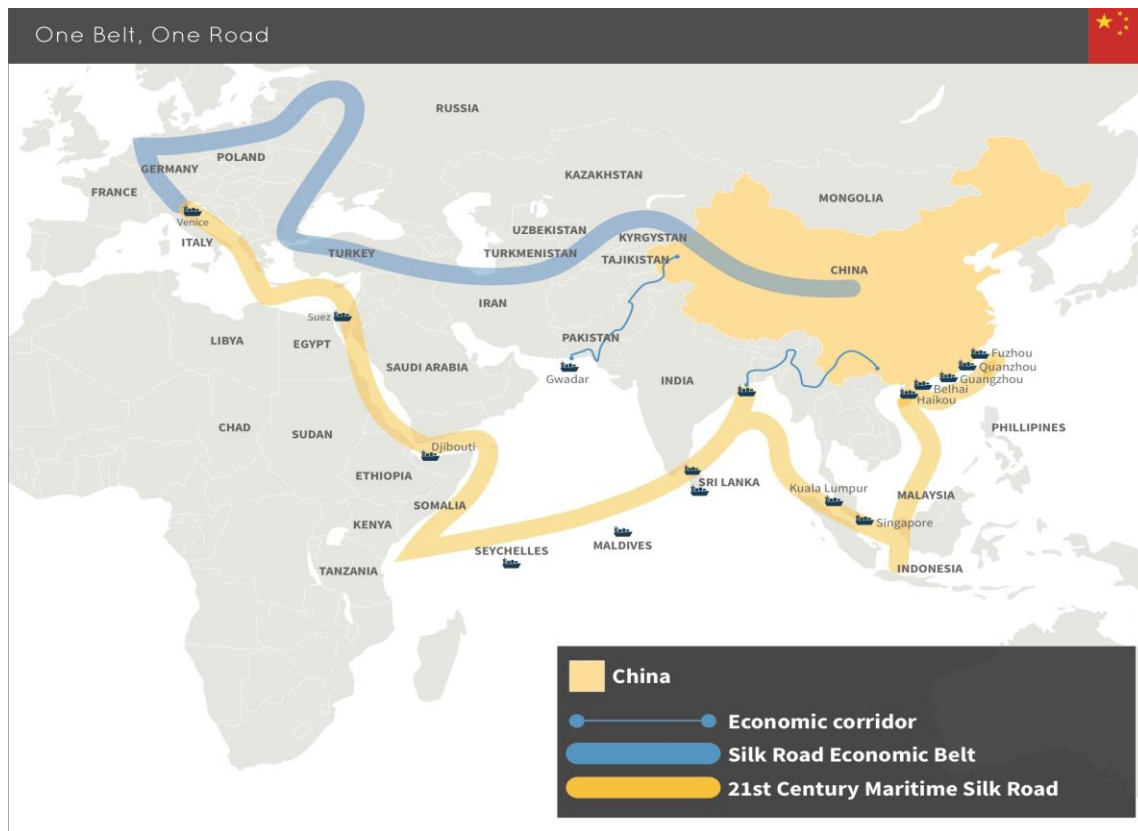 One Belt, One Road
RUSSIA
POLAND
GERMANY
FRANCE
KAZAKHSTAN
MONGOLIA
Venice
ITALY
UZBEKISTAN
KYRGYSTAN
TURKEY
TURKMENISTAN
TAJIKISTAN
CHINA
IRAN
Suez
LIBYA
EGYPT
PAKISTAN
SAUDI ARABIA
Gwadar
INDIA
Fuzhou
Quanzhou
Guangzhou
Belhai
Haikou
CHAD
SUDAN
PHILLIPINES
Djibouti
ETHIOPIA
SRI LANKA
Kuala Lumpur
MALAYSIA
SOMALIA
KENYA
Singapore
SEYCHELLES
MALDIVES
TANZANIA
INDONESIA
China
Economic corridor
Silk Road Economic Belt
21st Century Maritime Silk Road